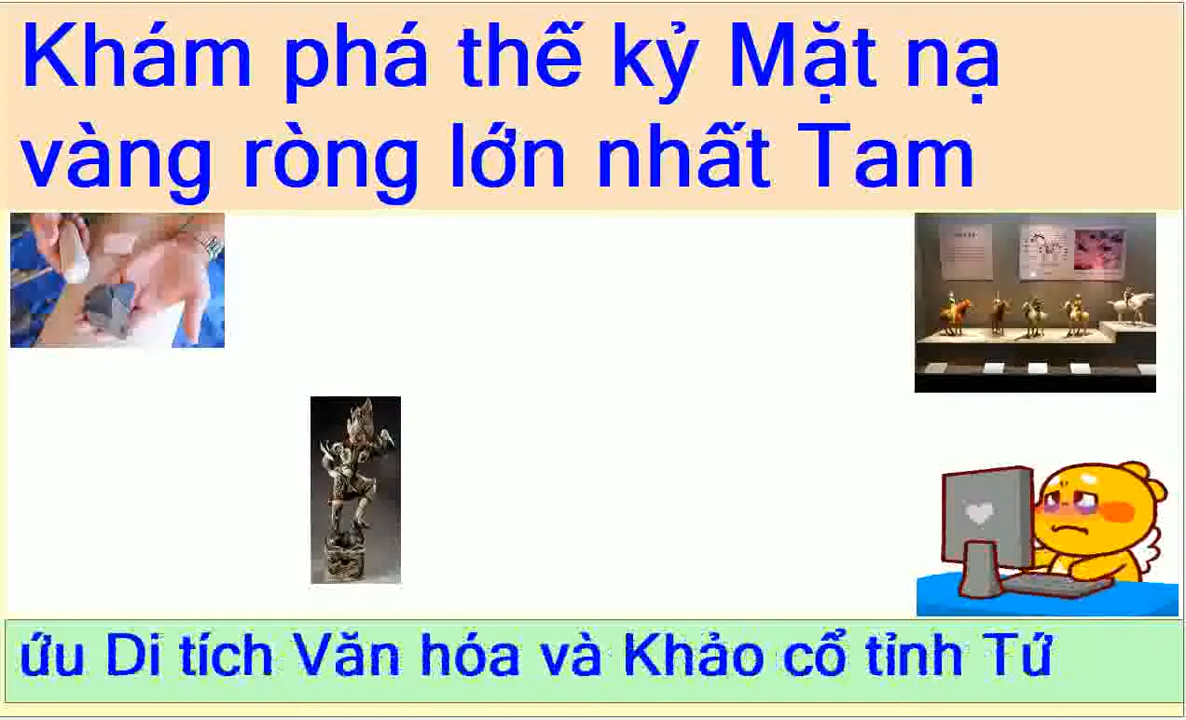 Khám phá thế kỷ Mặt nạ
vàng ròng lớn nhất Tam
ứu Di tích Văn hóa và Khảo cổ tỉnh Tứ